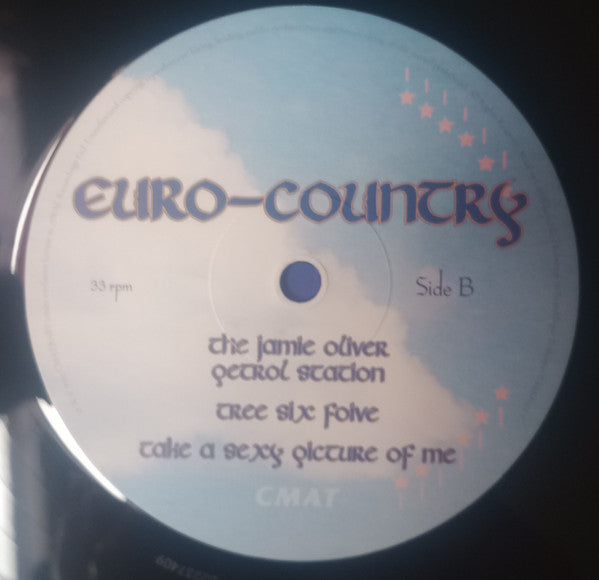 EURO-COUNTRY
33 rpm
Side B
the jamie oliver
petrol station
tree six foive
take a sexy picture of me
CMAT